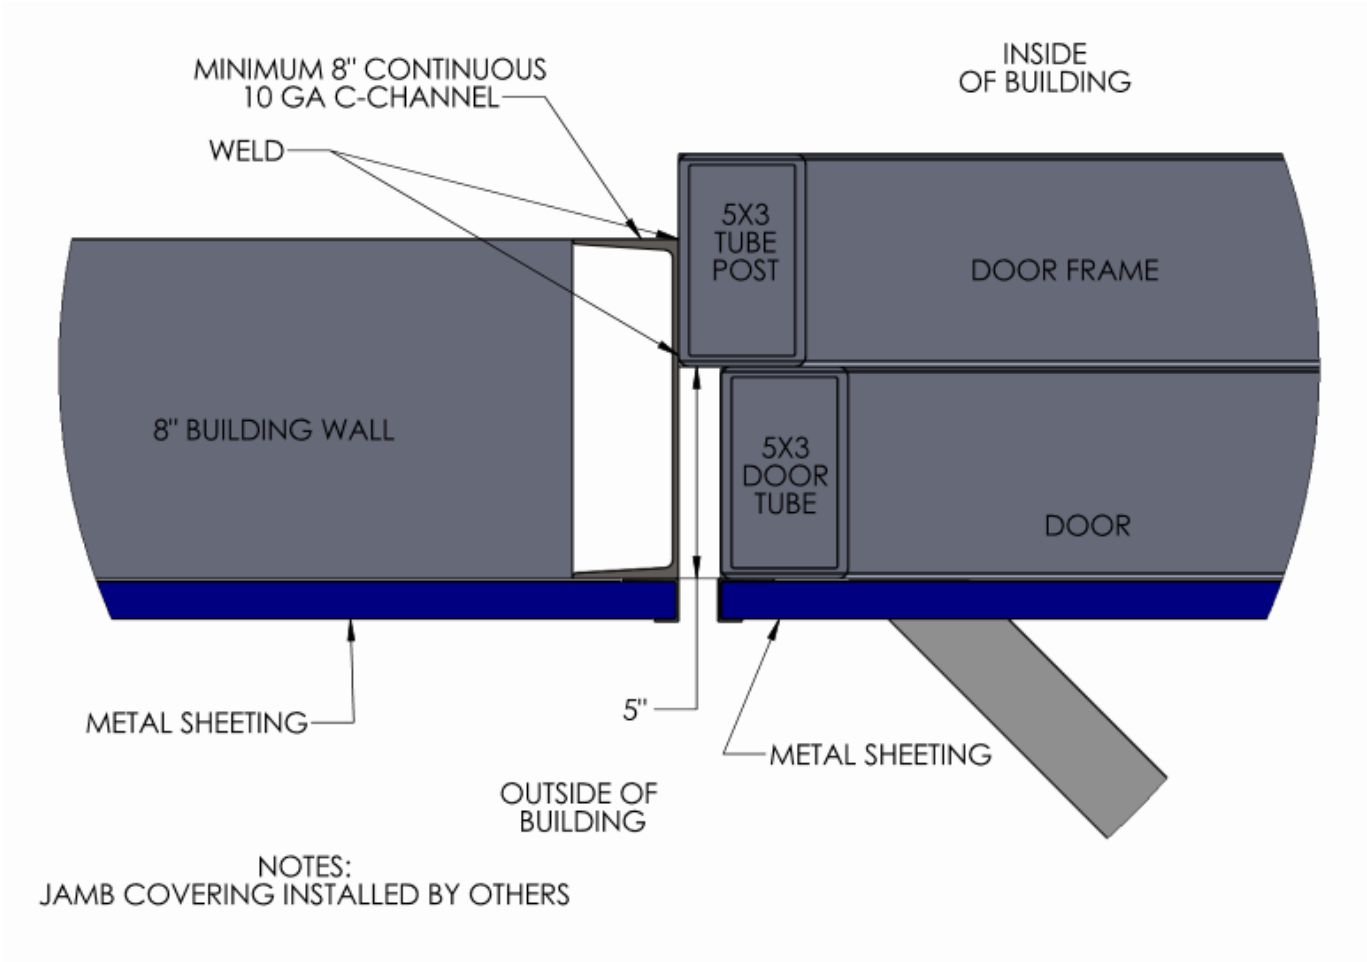 MINIMUM 8" CONTINUOUS
10 GA C-CHANNEL
WELD
INSIDE
OF BUILDING
5X3
TUBE
POST
DOOR FRAME
8" BUILDING WALL
5X3
DOOR
TUBE
DOOR
METAL SHEETING
5"
METAL SHEETING
OUTSIDE OF
BUILDING
NOTES:
JAMB COVERING INSTALLED BY OTHERS